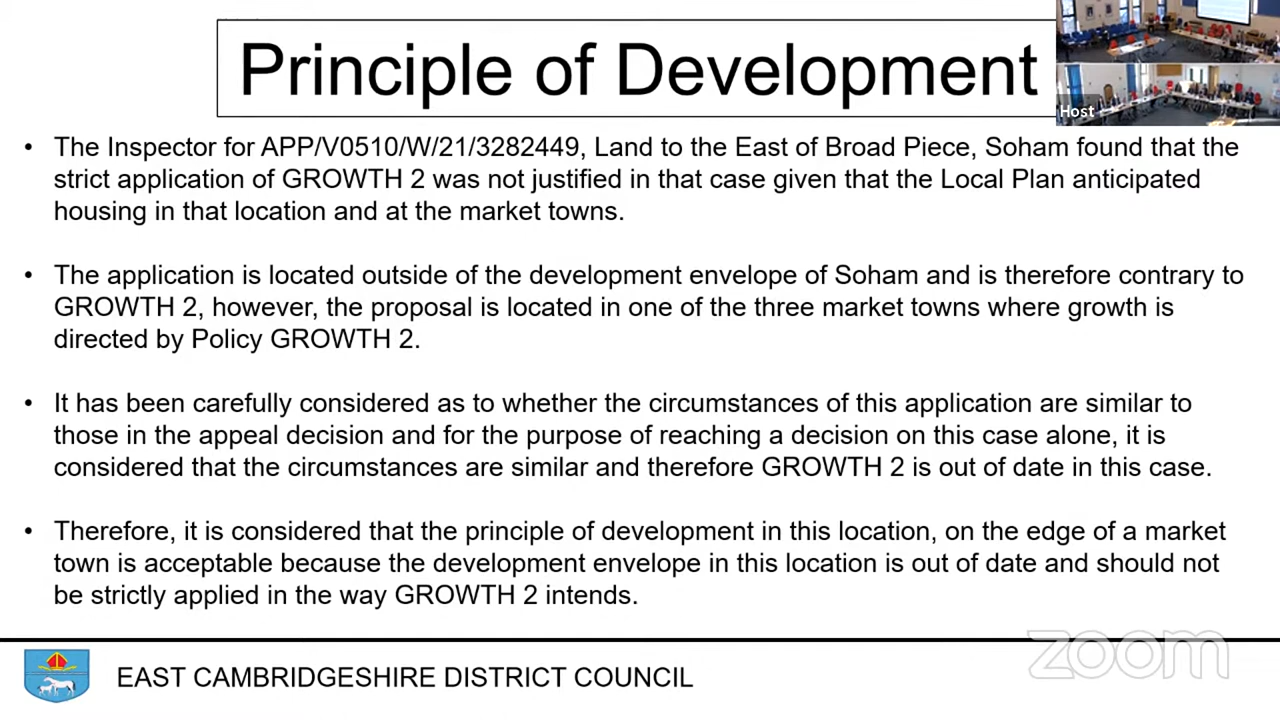 Principle of Development
Host
• The Inspector for APP/V0510/W/21/3282449, Land to the East of Broad Piece, Soham found that the
strict application of GROWTH 2 was not justified in that case given that the Local Plan anticipated
housing in that location and at the market towns.
• The application is located outside of the development envelope of Soham and is therefore contrary to
GROWTH 2, however, the proposal is located in one of the three market towns where growth is
directed by Policy GROWTH 2.
• It has been carefully considered as to whether the circumstances of this application are similar to
those in the appeal decision and for the purpose of reaching a decision on this case alone, it is
considered that the circumstances are similar and therefore GROWTH 2 is out of date in this case.
• Therefore, it is considered that the principle of development in this location, on the edge of a market
town is acceptable because the development envelope in this location is out of date and should not
be strictly applied in the way GROWTH 2 intends.
zoom
EAST CAMBRIDGESHIRE DISTRICT COUNCIL